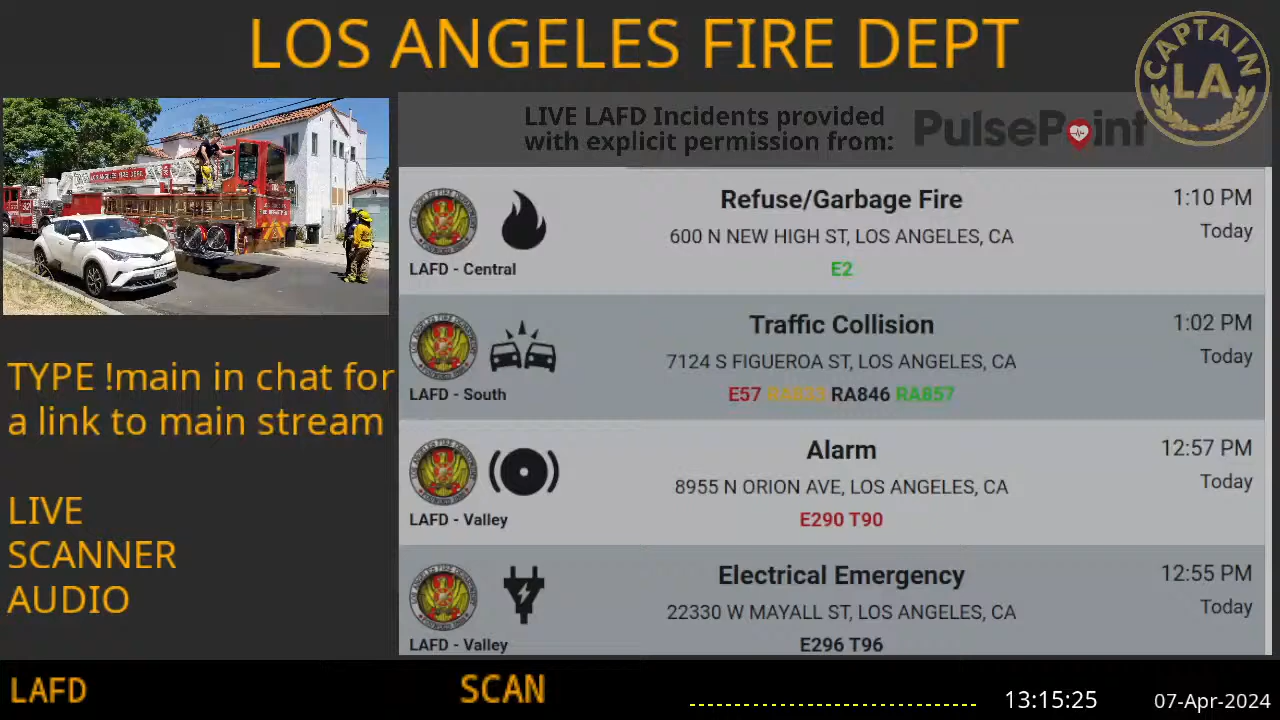 LOS ANGELES FIRE DEPT
CAPTAIN
LA
LIVE LAFD Incidents provided
with explicit permission from:
PulsePoint
Refuse/Garbage Fire
1:10 PM
600 N NEW HIGH ST, LOS ANGELES, CA
Today
LAFD - Central
E2
Traffic Collision
1:02 PM
7124 S FIGUEROA ST, LOS ANGELES, CA
Today
LAFD - South
E57 RA833 RA846 RA857
Alarm
12:57 PM
8955 N ORION AVE, LOS ANGELES, CA
Today
LAFD - Valley
E290 T90
Electrical Emergency
12:55 PM
22330 W MAYALL ST, LOS ANGELES, CA
Today
LAFD - Valley
E296 T96
TYPE !main in chat for
a link to main stream
LIVE
SCANNER
AUDIO
LAFD
SCAN
13:15:25
07-Apr-2024